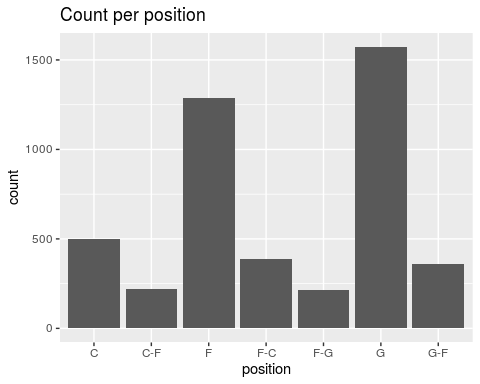 Count per position
1500
1000
500
0
count
C C-F F F-C F-G G G-F
position